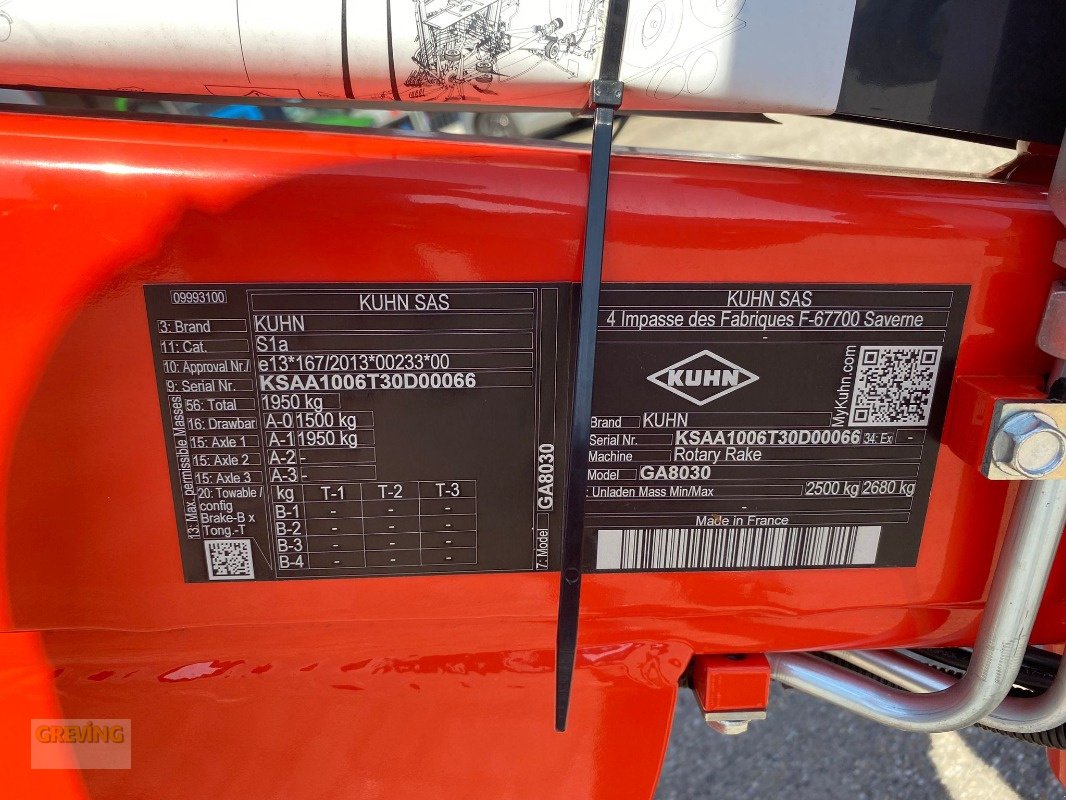 09993100
KUHN SAS
3: Brand KUHN
11: Cat. S1a
10: Approval Nr./ e13*167/2013*00233*00
9: Serial Nr. KSAA1006T30D00066
13: Max. permissible Masses
56: Total 1950 kg
16: Drawbar A-0 1500 kg
15: Axle 1 A-1 1950 kg
15: Axle 2 A-2 -
15: Axle 3 A-3 -
20: Towable / config Brake-B x Tong.-T
kg T-1 T-2 T-3
B-1 - - -
B-2 - - -
B-3 - - -
B-4 - - -
7: Model GA8030
KUHN SAS
4 Impasse des Fabriques F-67700 Saverne
KUHN
MyKuhn.com
Brand KUHN
Serial Nr. KSAA1006T30D00066 34: Ex -
Machine Rotary Rake
Model GA8030
Unladen Mass Min/Max 2500 kg 2680 kg
-
Made in France
GREVING